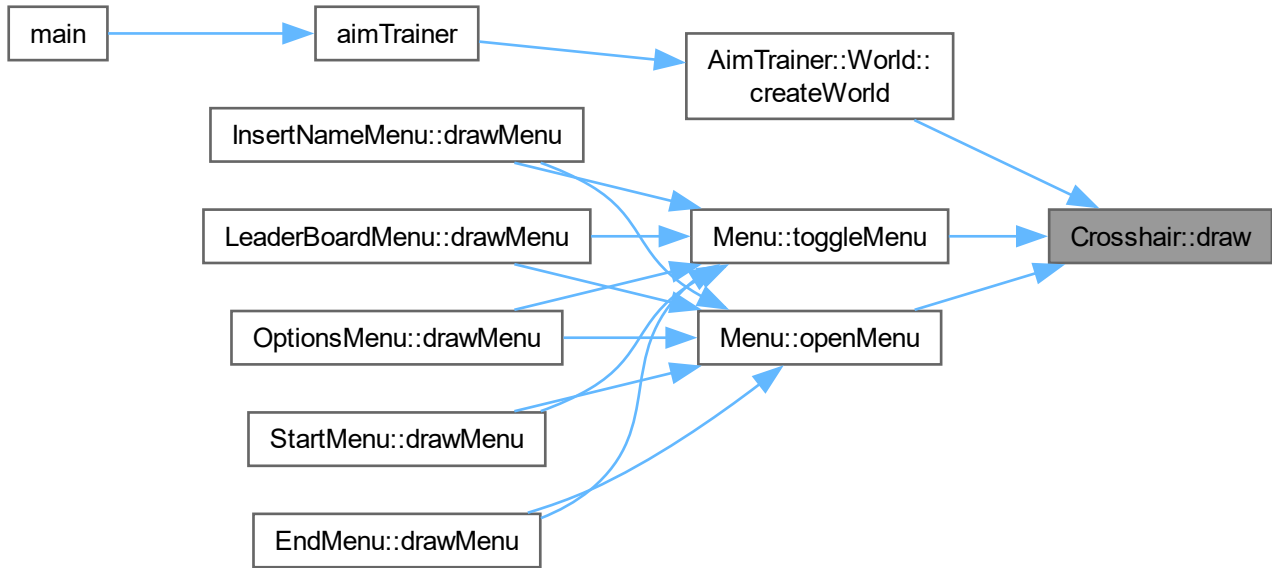 main
aimTrainer
AimTrainer::World::
createWorld
InsertNameMenu::drawMenu
LeaderBoardMenu::drawMenu
Menu::toggleMenu
Crosshair::draw
OptionsMenu::drawMenu
Menu::openMenu
StartMenu::drawMenu
EndMenu::drawMenu